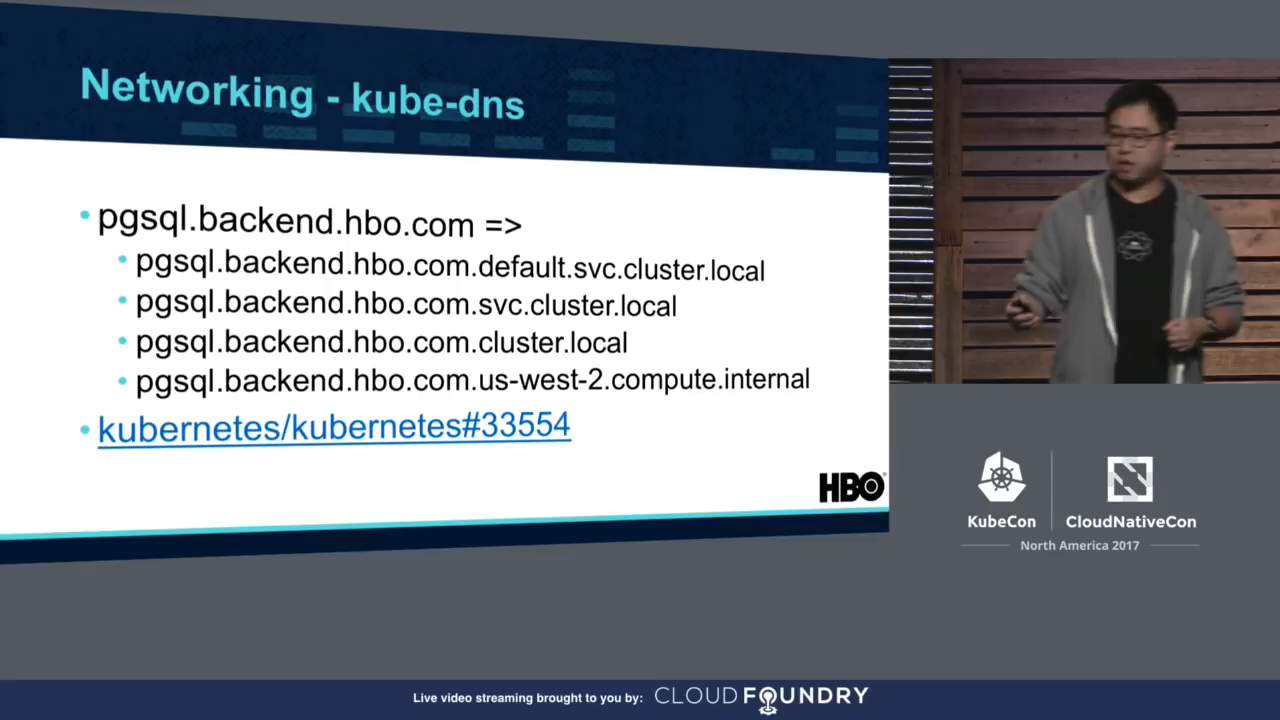 Networking - kube-dns
• pgsql.backend.hbo.com =>
• pgsql.backend.hbo.com.default.svc.cluster.local
• pgsql.backend.hbo.com.svc.cluster.local
• pgsql.backend.hbo.com.cluster.local
• pgsql.backend.hbo.com.us-west-2.compute.internal
• kubernetes/kubernetes#33554
HBO®
KubeCon
CloudNativeCon
North America 2017
Live video streaming brought to you by: CLOUD FOUNDRY